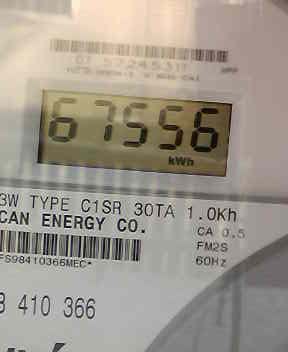 67556
kWh
3W TYPE C1SR 30TA 1.0Kh
CAN ENERGY CO.
CA 0.5
FM2S
60Hz
FS98410366MEC*
3 410 366